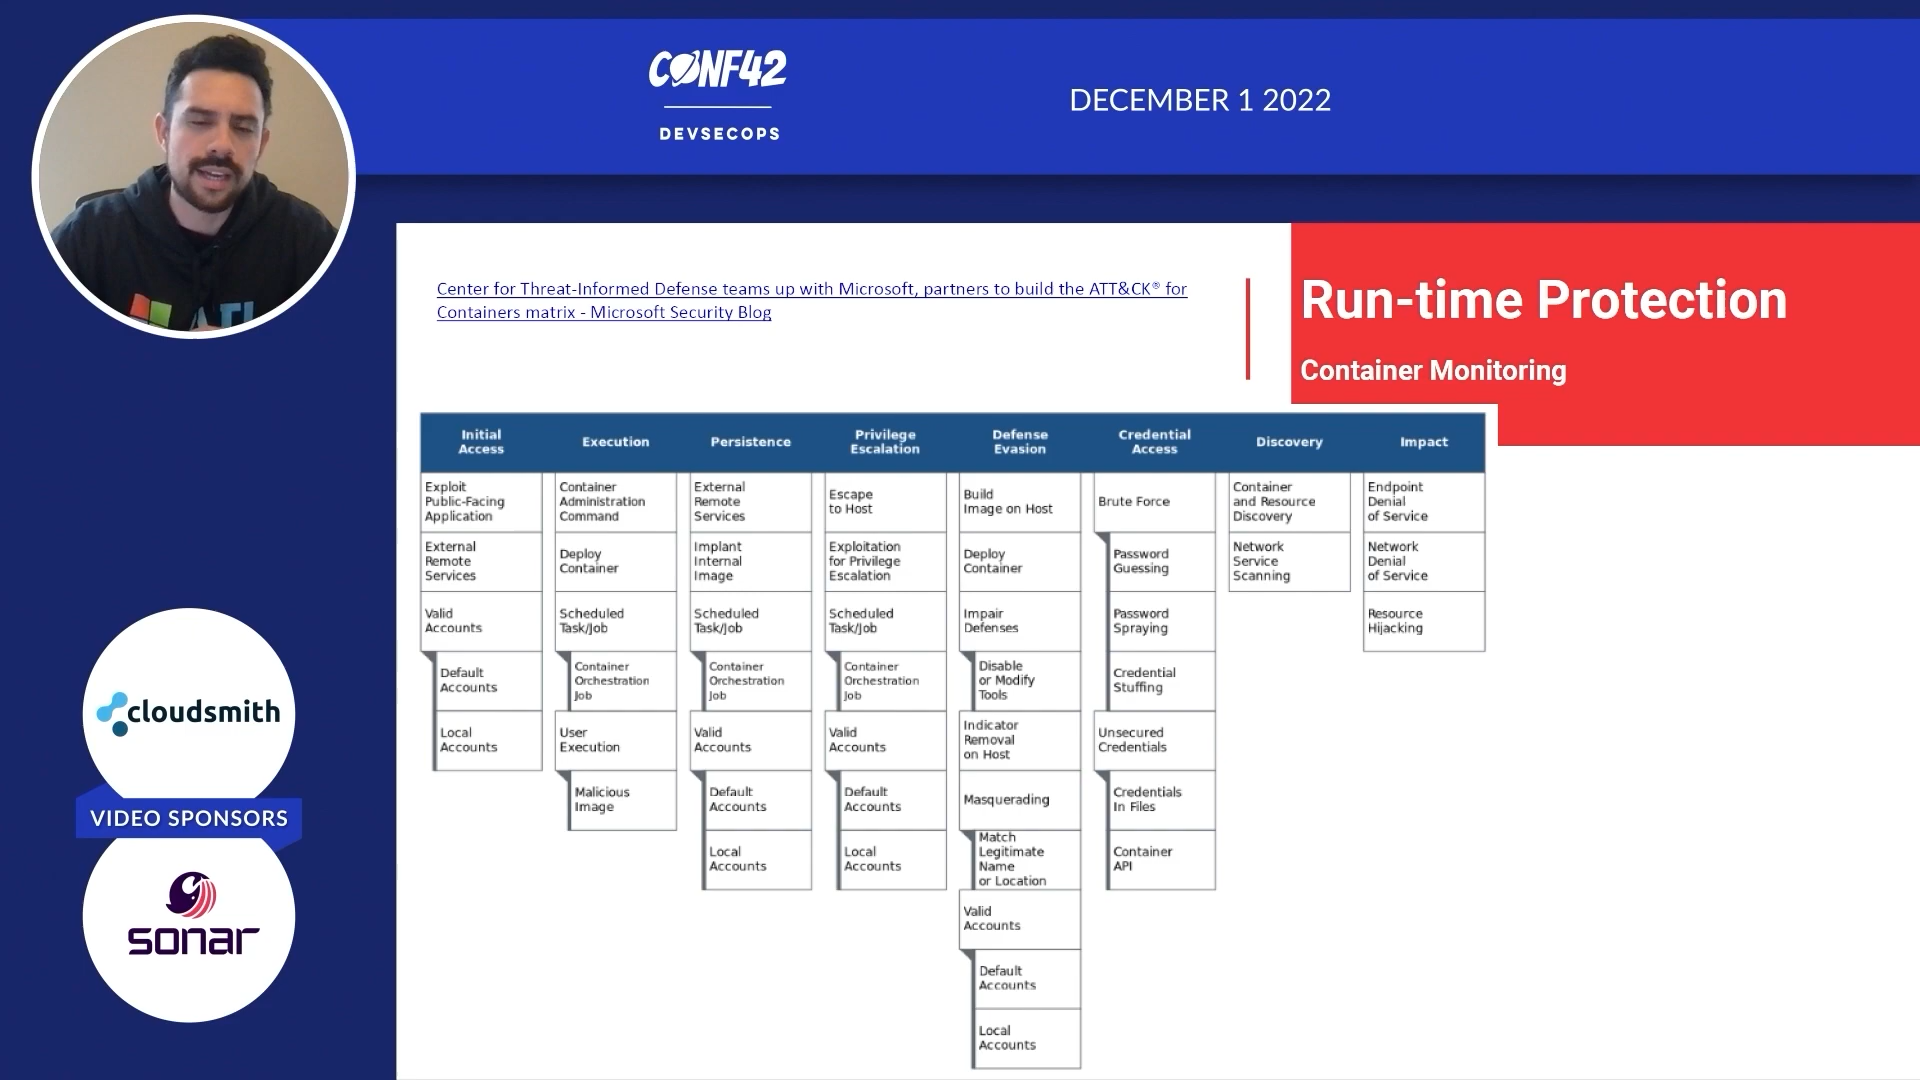 CONF42
DEVSECOPS
DECEMBER 1 2022
Center for Threat-Informed Defense teams up with Microsoft, partners to build the ATT&CK® for
Containers matrix - Microsoft Security Blog
Run-time Protection
Container Monitoring
Initial
Access
Exploit
Public-Facing
Application
External
Remote
Services
Valid
Accounts
Default
Accounts
Local
Accounts
Execution
Container
Administration
Command
Deploy
Container
Scheduled
Task/Job
Container
Orchestration
Job
User
Execution
Malicious
Image
Persistence
External
Remote
Services
Implant
Internal
Image
Scheduled
Task/Job
Container
Orchestration
Job
Valid
Accounts
Default
Accounts
Local
Accounts
Privilege
Escalation
Escape
to Host
Exploitation
for Privilege
Escalation
Scheduled
Task/Job
Container
Orchestration
Job
Valid
Accounts
Default
Accounts
Local
Accounts
Defense
Evasion
Build
Image on Host
Deploy
Container
Impair
Defenses
Disable
or Modify
Tools
Indicator
Removal
on Host
Masquerading
Match
Legitimate
Name
or Location
Valid
Accounts
Default
Accounts
Local
Accounts
Credential
Access
Brute Force
Password
Guessing
Password
Spraying
Credential
Stuffing
Unsecured
Credentials
Credentials
In Files
Container
API
Discovery
Container
and Resource
Discovery
Network
Service
Scanning
Impact
Endpoint
Denial
of Service
Network
Denial
of Service
Resource
Hijacking
cloudsmith
VIDEO SPONSORS
sonar